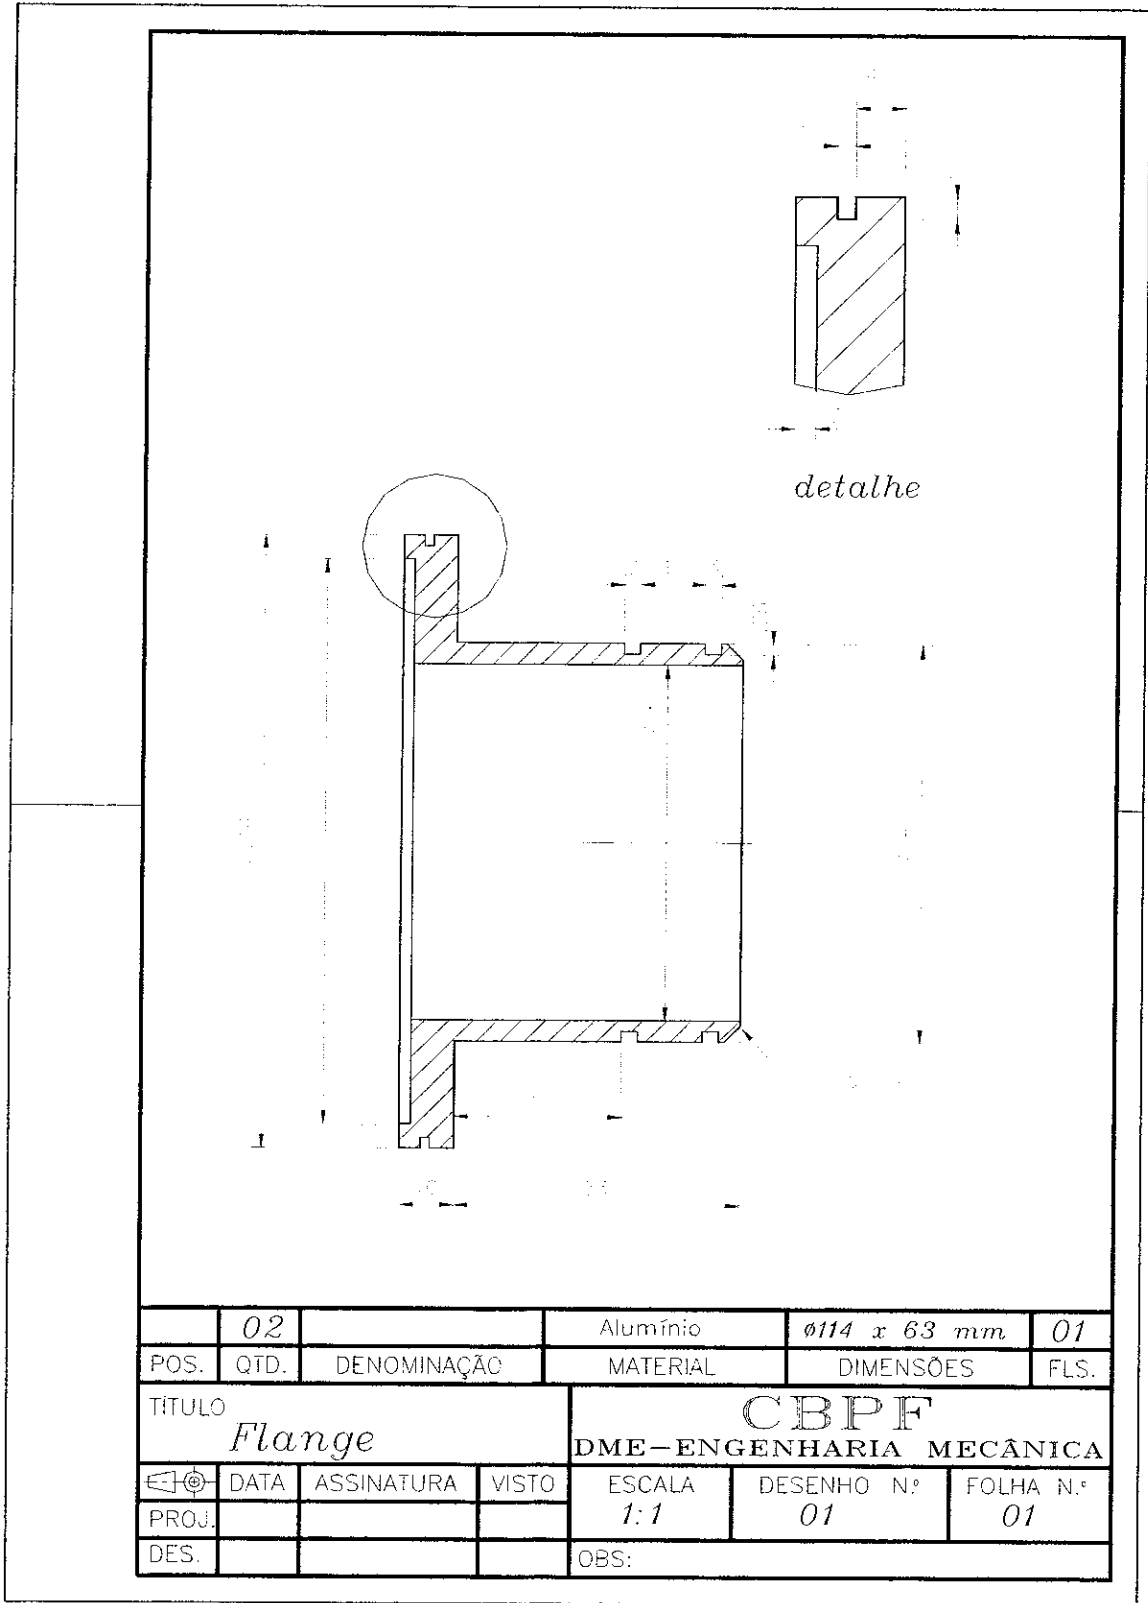 detalhe
02 Alumínio ø114 x 63 mm 01
POS. QTD. DENOMINAÇÃO MATERIAL DIMENSÕES FLS.
TÍTULO
Flange
CBPF
DME-ENGENHARIA MECÂNICA
DATA ASSINATURA VISTO
ESCALA
1:1
DESENHO N.º
01
FOLHA N.º
01
PROJ.
DES.
OBS: